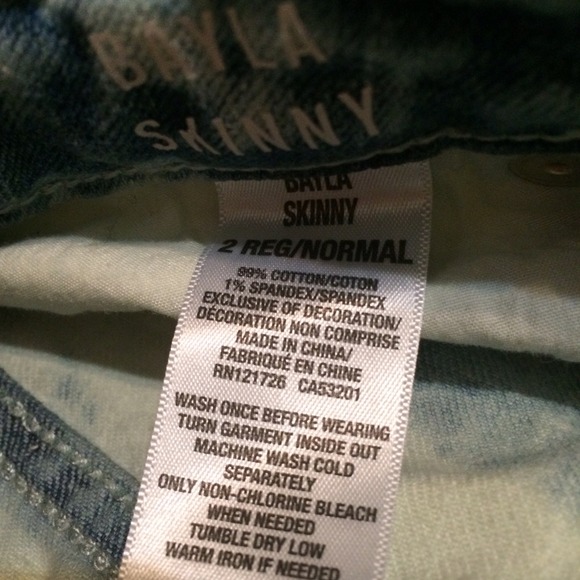 BAYLA
SKINNY
BAYLA
SKINNY
2 REG/NORMAL
99% COTTON/COTON
1% SPANDEX/SPANDEX
EXCLUSIVE OF DECORATION/
DÉCORATION NON COMPRISE
MADE IN CHINA/
FABRIQUÉ EN CHINE
RN121726 CA53201
WASH ONCE BEFORE WEARING
TURN GARMENT INSIDE OUT
MACHINE WASH COLD
SEPARATELY
ONLY NON-CHLORINE BLEACH
WHEN NEEDED
TUMBLE DRY LOW
WARM IRON IF NEEDED